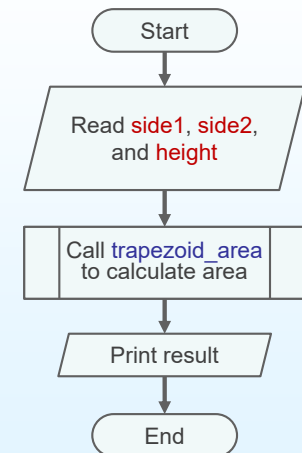 Start
Read side1, side2,
and height
Call trapezoid_area
to calculate area
Print result
End